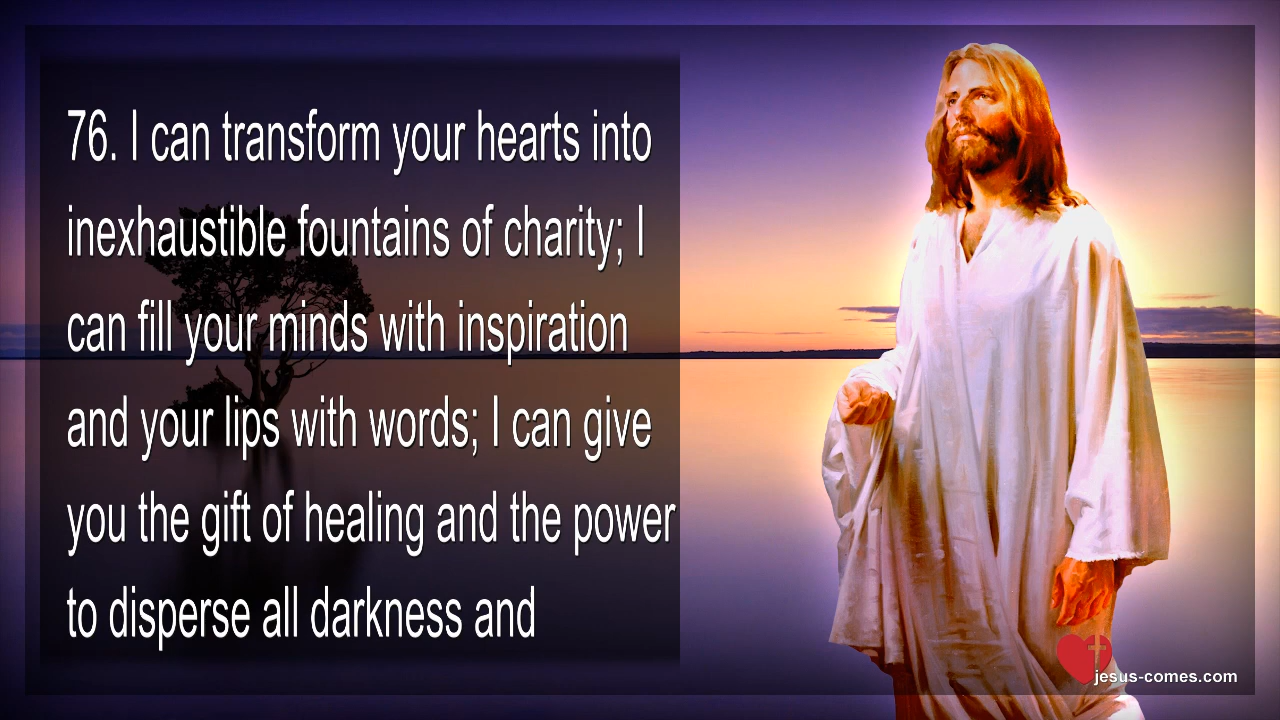 76. I can transform your hearts into
inexhaustible fountains of charity; I
can fill your minds with inspiration
and your lips with words; I can give
you the gift of healing and the power
to disperse all darkness and
jesus-comes.com